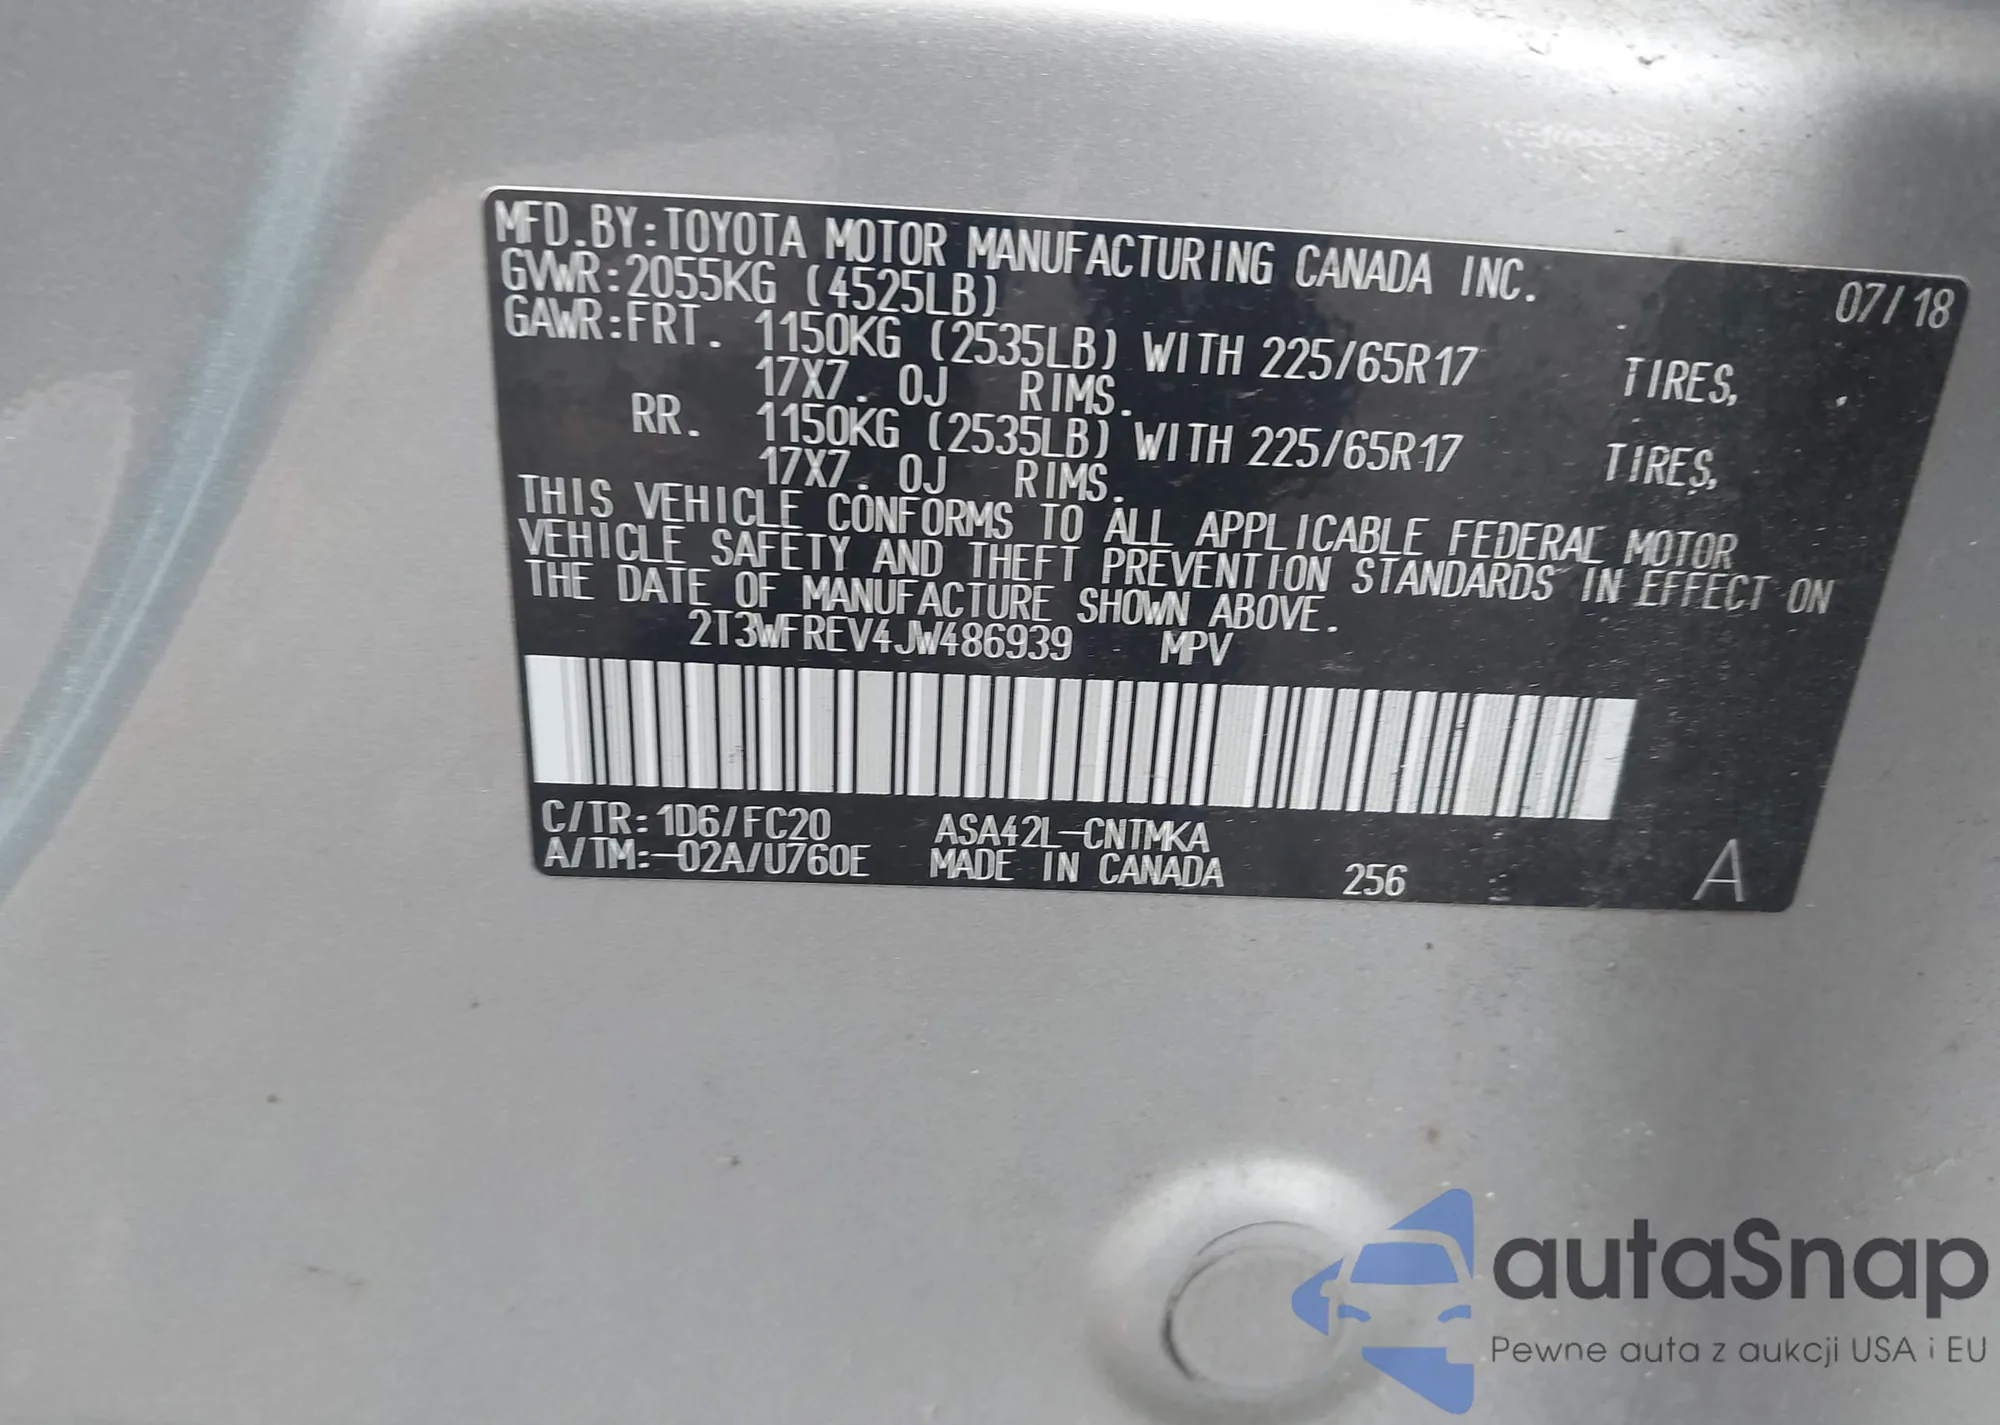 MFD.BY:TOYOTA MOTOR MANUFACTURING CANADA INC. 07/18
GVWR:2055KG (4525LB)
GAWR:FRT. 1150KG (2535LB) WITH 225/65R17 TIRES,
17X7.0J RIMS.
RR. 1150KG (2535LB) WITH 225/65R17 TIRES,
17X7.0J RIMS.
THIS VEHICLE CONFORMS TO ALL APPLICABLE FEDERAL MOTOR
VEHICLE SAFETY AND THEFT PREVENTION STANDARDS IN EFFECT ON
THE DATE OF MANUFACTURE SHOWN ABOVE.
2T3WFREV4JW486939 MPV
C/TR:1D6/FC20 ASA42L-CNTMKA
A/TM:-02A/U760E MADE IN CANADA 256 A
autaSnap
Pewne auta z aukcji USA i EU